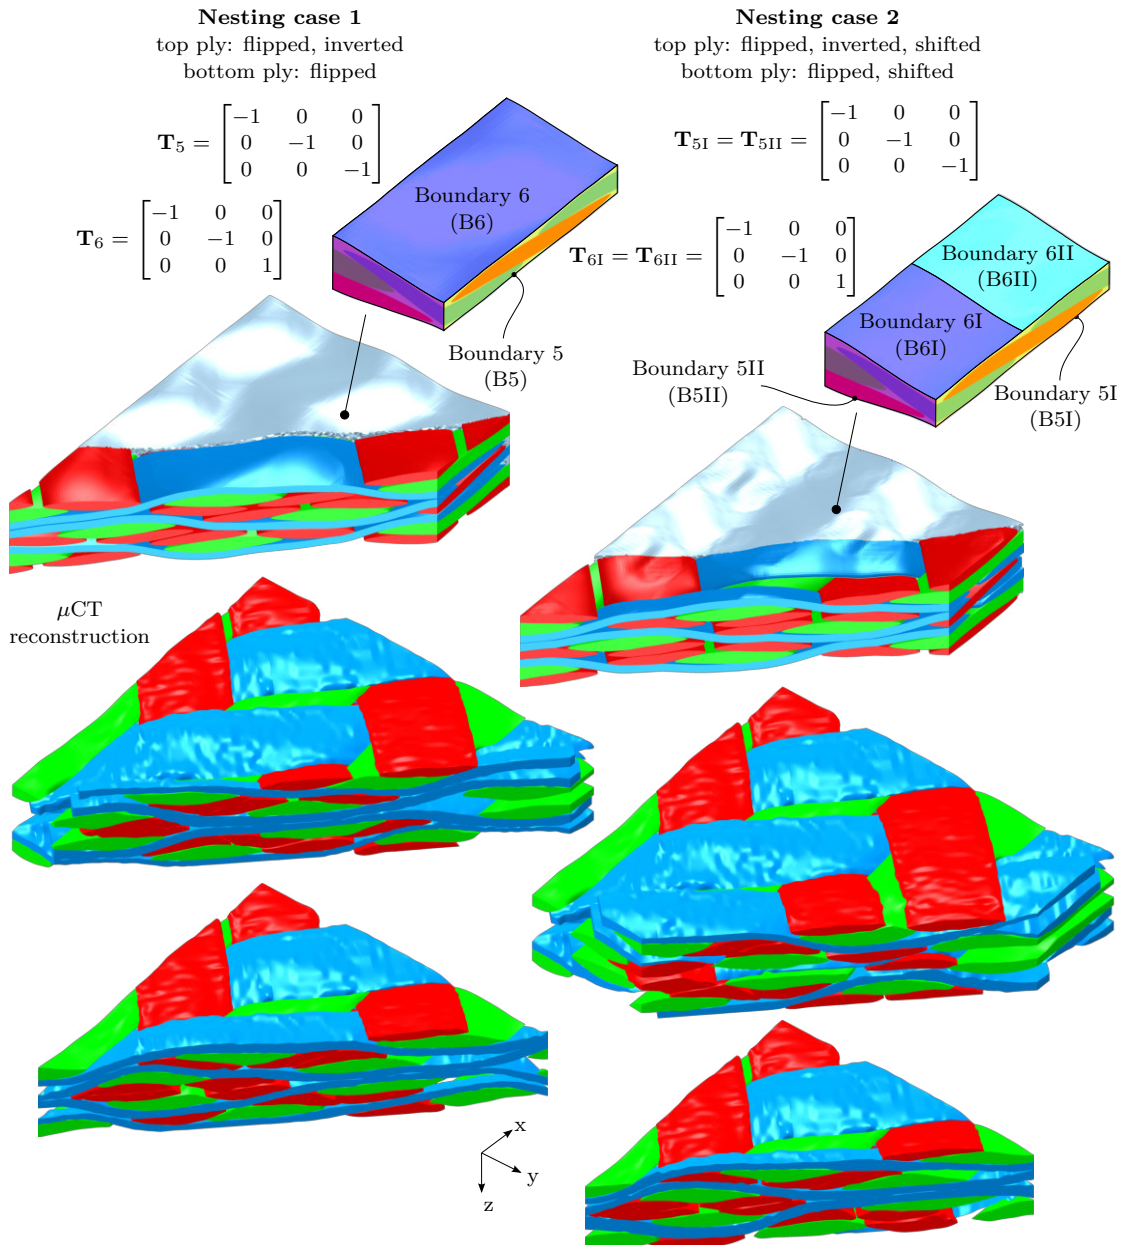 Nesting case 1
top ply: flipped, inverted
bottom ply: flipped
T5 = [−1 0 0
0 −1 0
0 0 −1]
T6 = [−1 0 0
0 −1 0
0 0 1]
Boundary 6
(B6)
Boundary 5
(B5)
Nesting case 2
top ply: flipped, inverted, shifted
bottom ply: flipped, shifted
T5I = T5II = [−1 0 0
0 −1 0
0 0 −1]
T6I = T6II = [−1 0 0
0 −1 0
0 0 1]
Boundary 6II
(B6II)
Boundary 6I
(B6I)
Boundary 5II
(B5II)
Boundary 5I
(B5I)
μCT
reconstruction
x
y
z